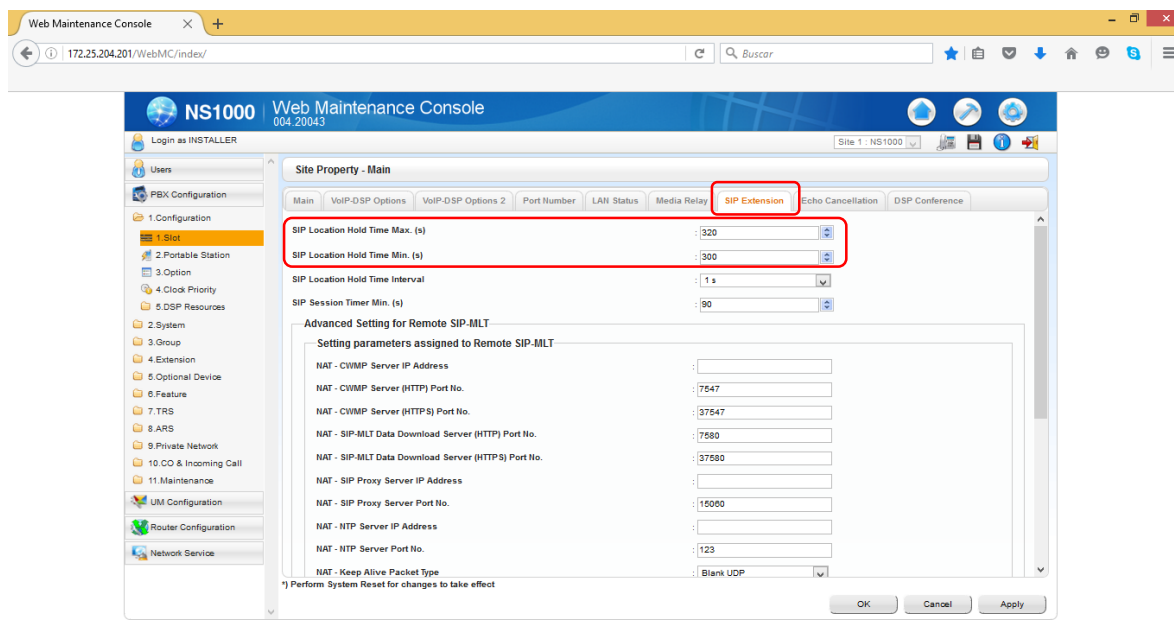 Web Maintenance Console
172.25.204.201/WebMC/index/
Buscar
NS1000
Web Maintenance Console
004.20043
Login as INSTALLER
Site 1 : NS1000
Users
PBX Configuration
1.Configuration
1.Slot
2.Portable Station
3.Option
4.Clock Priority
5.DSP Resources
2.System
3.Group
4.Extension
5.Optional Device
6.Feature
7.TRS
8.ARS
9.Private Network
10.CO & Incoming Call
11.Maintenance
UM Configuration
Router Configuration
Network Service
Site Property - Main
Main VoIP-DSP Options VoIP-DSP Options 2 Port Number LAN Status Media Relay SIP Extension Echo Cancellation DSP Conference
SIP Location Hold Time Max. (s) : 320
SIP Location Hold Time Min. (s) : 300
SIP Location Hold Time Interval : 1 s
SIP Session Timer Min. (s) : 90
Advanced Setting for Remote SIP-MLT
Setting parameters assigned to Remote SIP-MLT
NAT - CWMP Server IP Address :
NAT - CWMP Server (HTTP) Port No. : 7547
NAT - CWMP Server (HTTPS) Port No. : 37547
NAT - SIP-MLT Data Download Server (HTTP) Port No. : 7580
NAT - SIP-MLT Data Download Server (HTTPS) Port No. : 37580
NAT - SIP Proxy Server IP Address :
NAT - SIP Proxy Server Port No. : 15060
NAT - NTP Server IP Address :
NAT - NTP Server Port No. : 123
NAT - Keep Alive Packet Type : Blank UDP
*) Perform System Reset for changes to take effect
OK Cancel Apply